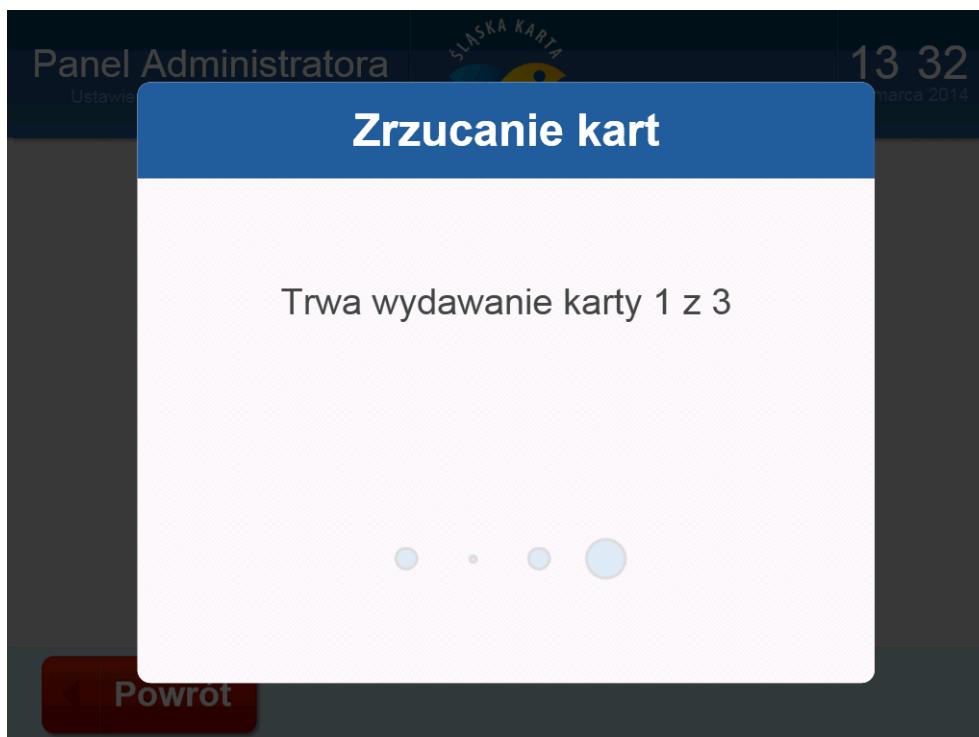 Panel Administratora
ŚLĄSKA KARTA
13 32
marca 2014
Zrzucanie kart
Trwa wydawanie karty 1 z 3
Powrót